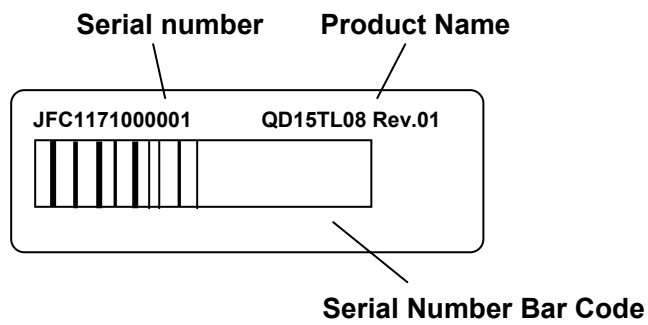 Serial number Product Name
JFC1171000001 QD15TL08 Rev.01
Serial Number Bar Code